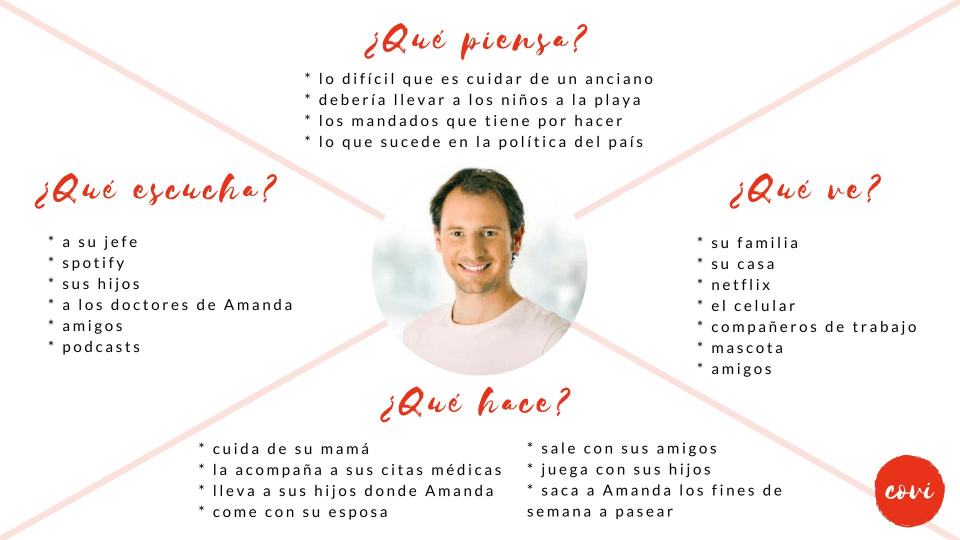 ¿Qué piensa?
* lo difícil que es cuidar de un anciano
* debería llevar a los niños a la playa
* los mandados que tiene por hacer
* lo que sucede en la política del país
¿Qué escucha?
* a su jefe
* spotify
* sus hijos
* a los doctores de Amanda
* amigos
* podcasts
¿Qué ve?
* su familia
* su casa
* netflix
* el celular
* compañeros de trabajo
* mascota
* amigos
¿Qué hace?
* cuida de su mamá
* la acompaña a sus citas médicas
* lleva a sus hijos donde Amanda
* come con su esposa
* sale con sus amigos
* juega con sus hijos
* saca a Amanda los fines de
semana a pasear
covi